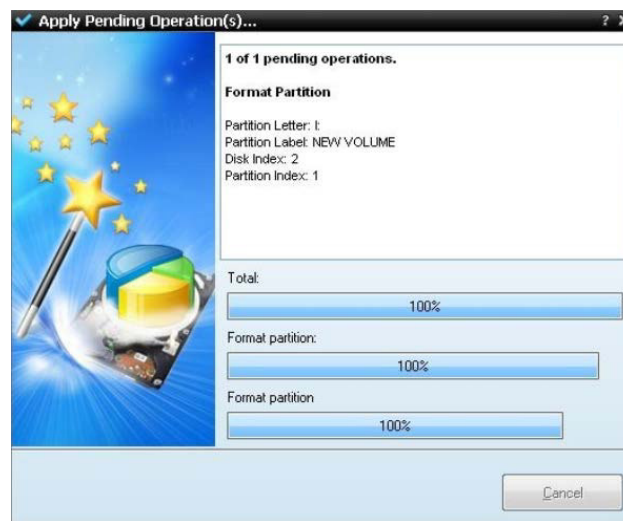 Apply Pending Operation(s)...
1 of 1 pending operations.
Format Partition
Partition Letter: I:
Partition Label: NEW VOLUME
Disk Index: 2
Partition Index: 1
Total:
100%
Format partition:
100%
Format partition
100%
Cancel